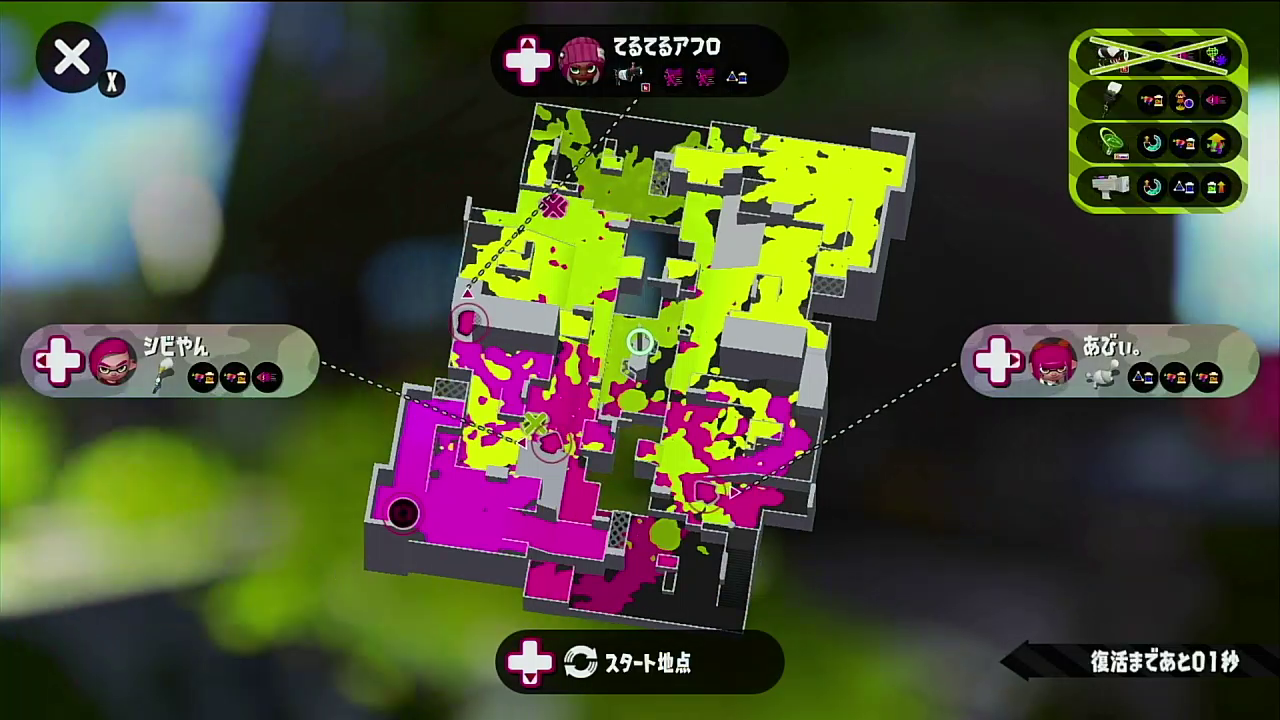 X
てるてるアフロ
シビやん
あびぃ。
スタート地点
復活まであと01秒